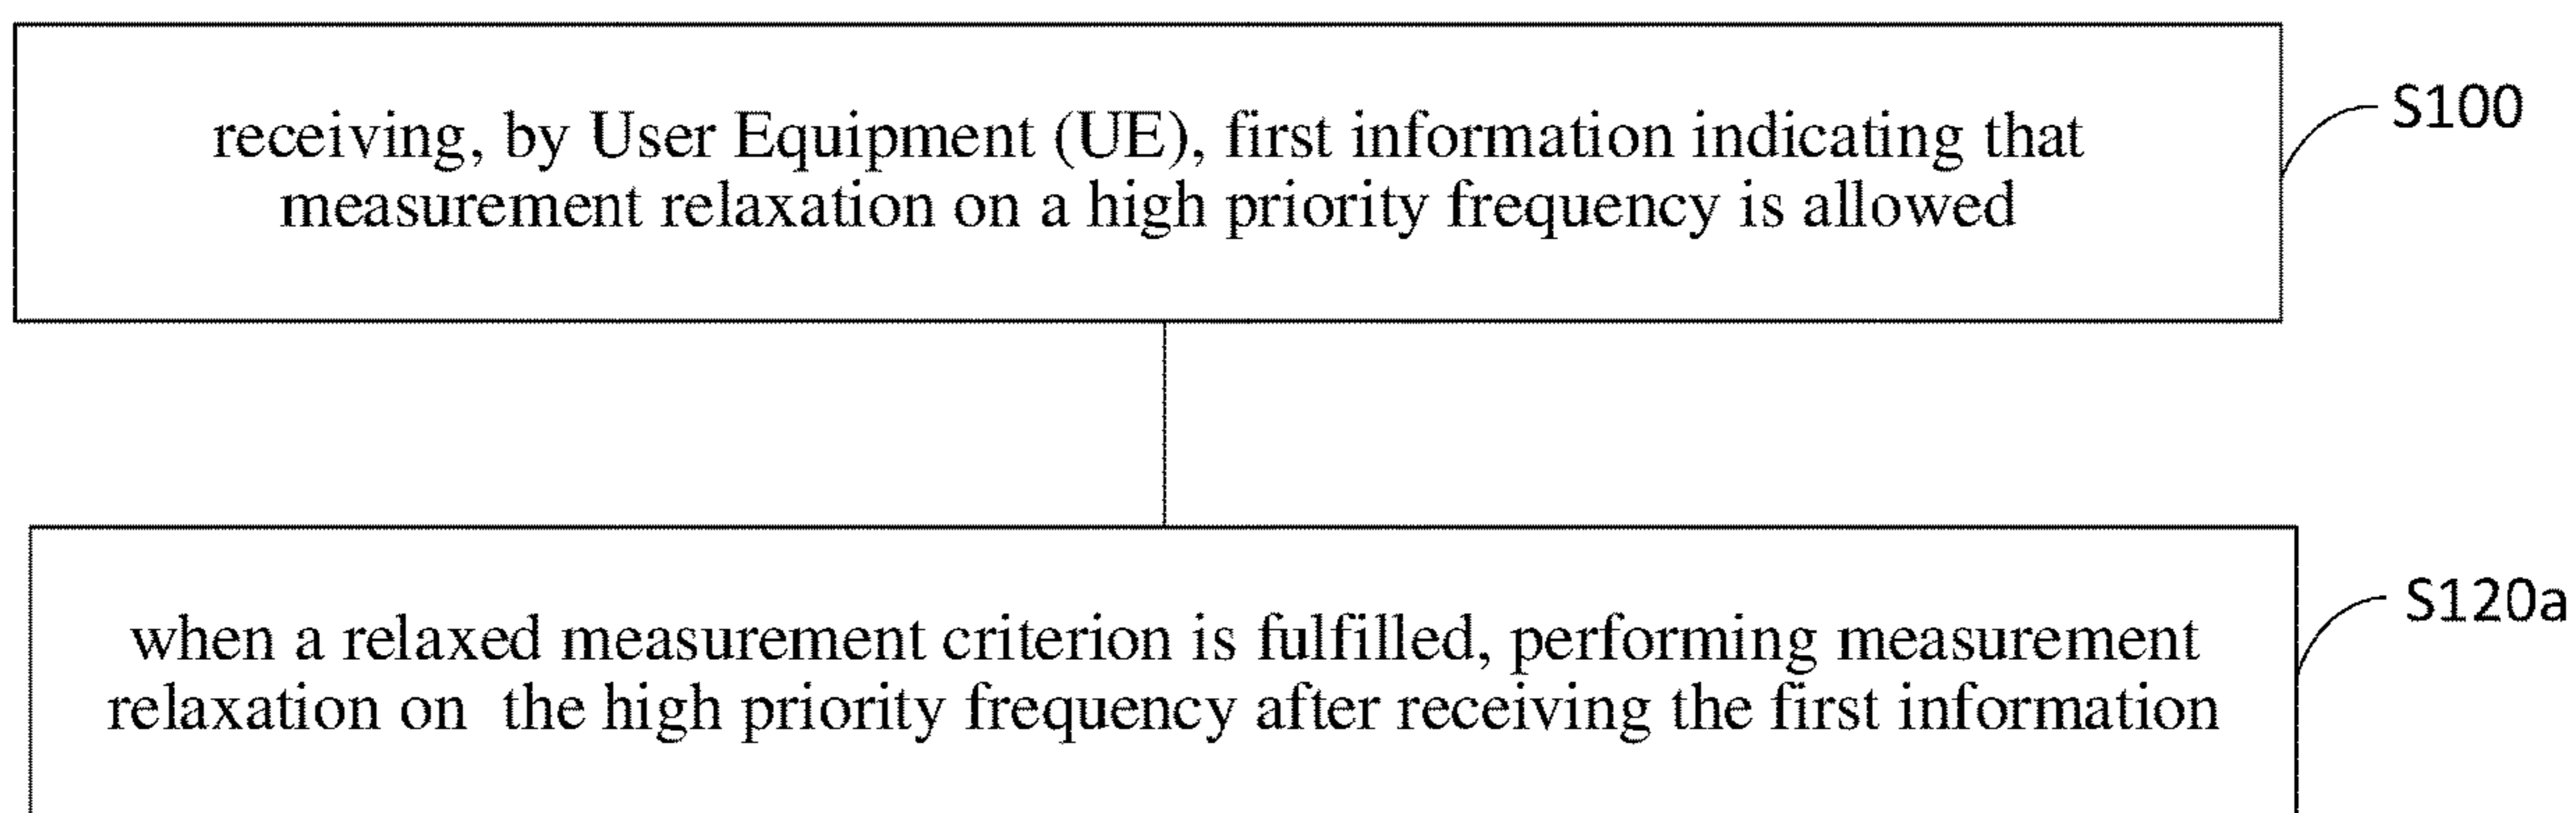 receiving, by User Equipment (UE), first information indicating that
measurement relaxation on a high priority frequency is allowed
S100
when a relaxed measurement criterion is fulfilled, performing measurement
relaxation on  the high priority frequency after receiving the first information
S120a